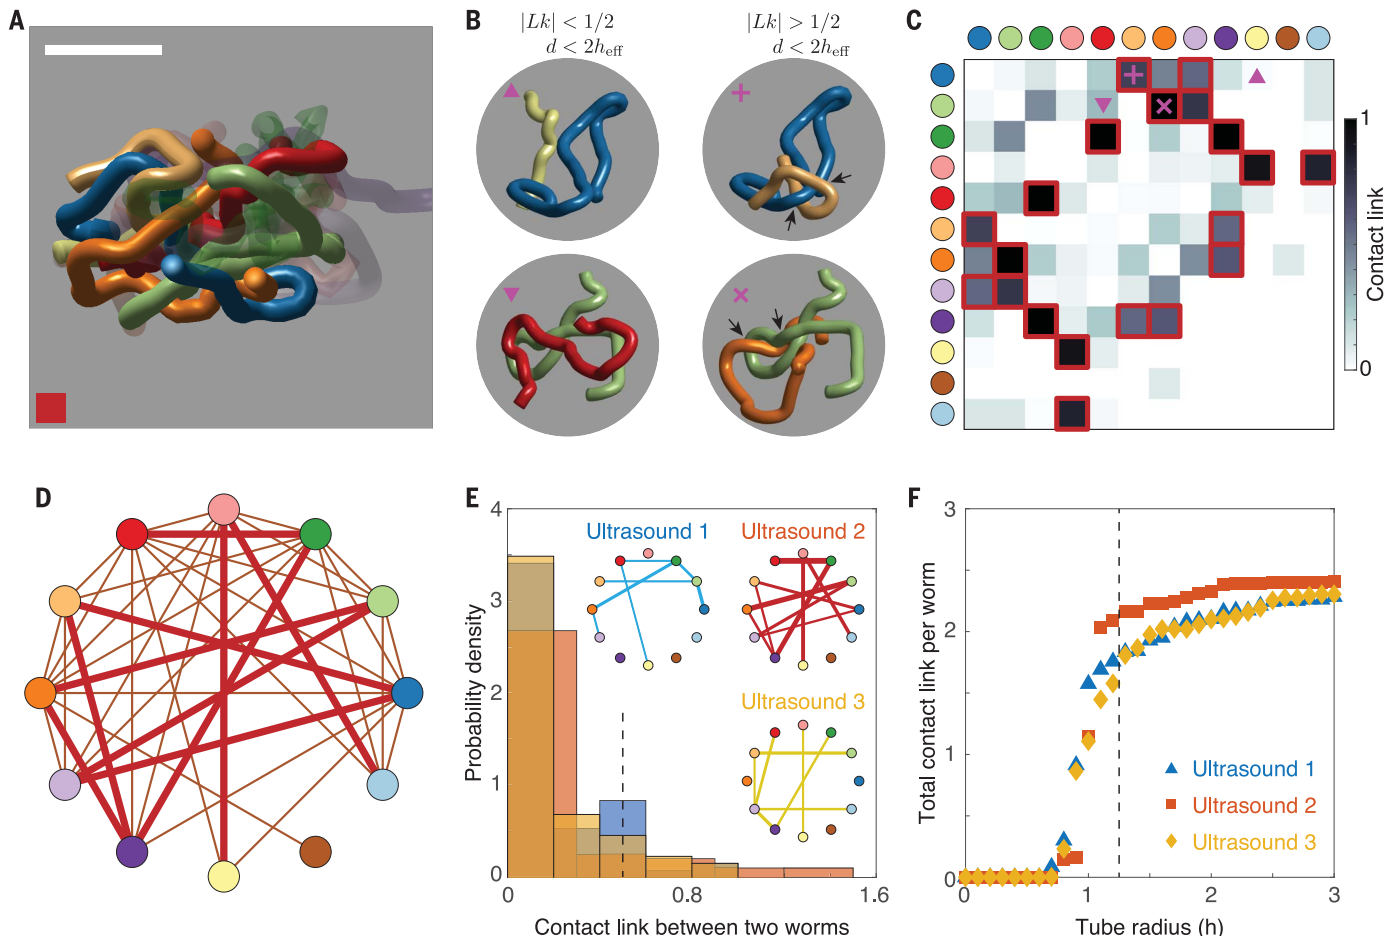 A
B
|Lk| < 1/2
d < 2h_eff
|Lk| > 1/2
d < 2h_eff
C
1
0
Contact link
D
E
4
3
2
1
0
Probability density
0
0.8
1.6
Contact link between two worms
Ultrasound 1
Ultrasound 2
Ultrasound 3
F
3
2
1
0
Total contact link per worm
0
1
2
3
Tube radius (h)
Ultrasound 1
Ultrasound 2
Ultrasound 3